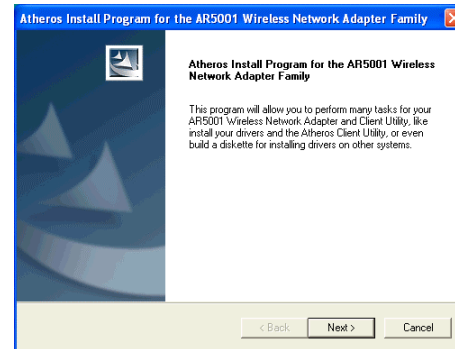 Atheros Install Program for the AR5001 Wireless Network Adapter Family
Atheros Install Program for the AR5001 Wireless
Network Adapter Family
This program will allow you to perform many tasks for your
AR5001 Wireless Network Adapter and Client Utility, like
install your drivers and the Atheros Client Utility, or even
build a diskette for installing drivers on other systems.
< Back
Next >
Cancel